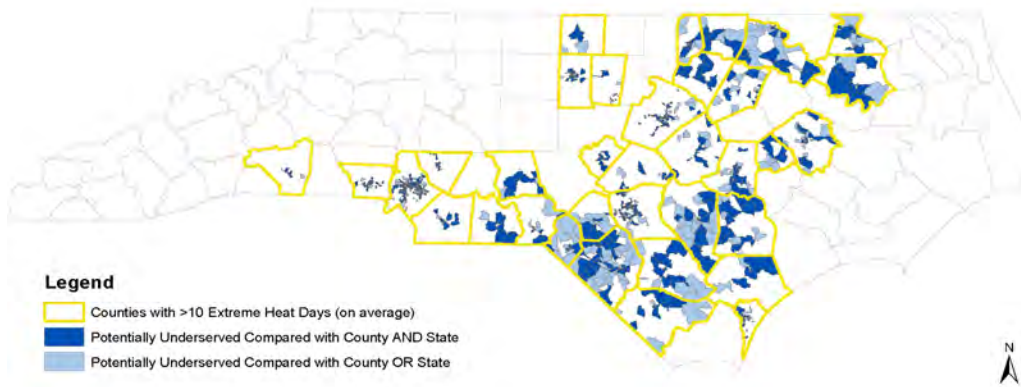 Legend
Counties with >10 Extreme Heat Days (on average)
Potentially Underserved Compared with County AND State
Potentially Underserved Compared with County OR State
N